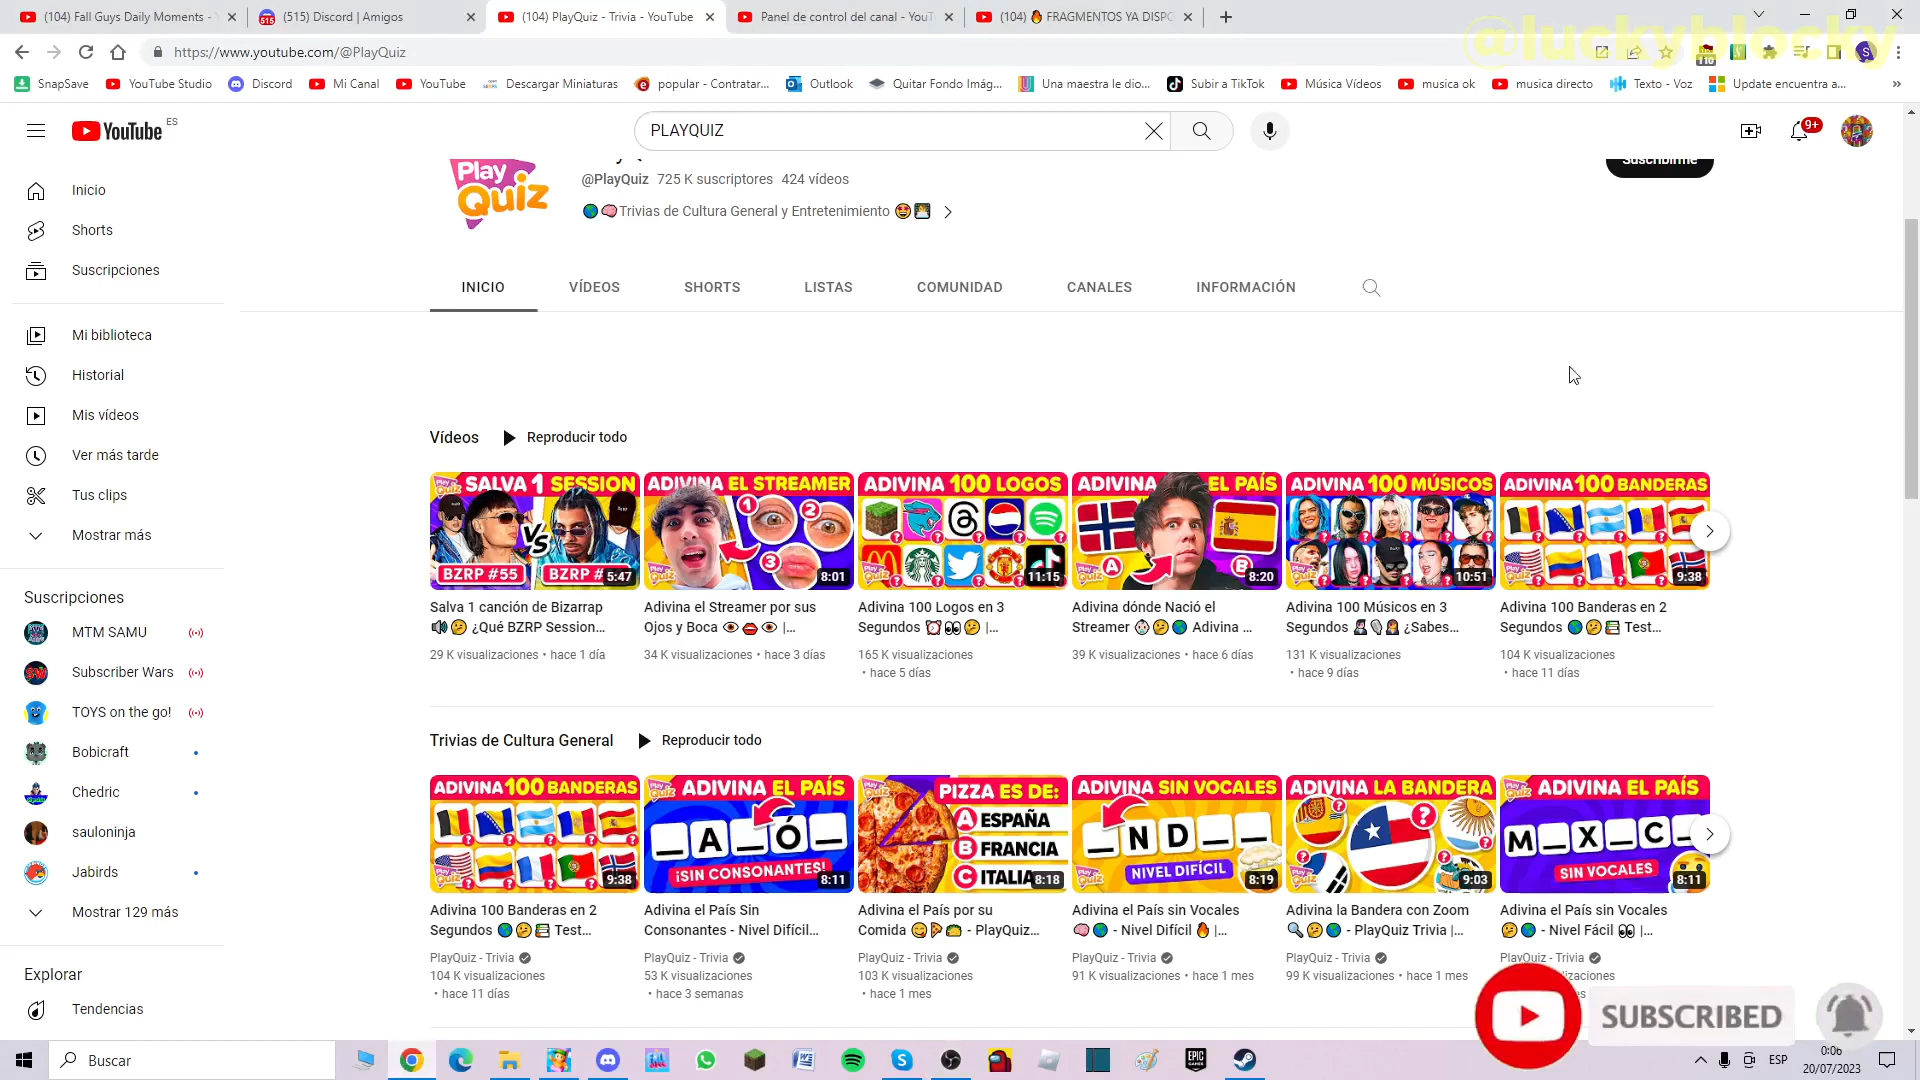 (104) Fall Guys Daily Moments -
(515) Discord | Amigos
(104) PlayQuiz - Trivia - YouTube
Panel de control del canal - YouT
(104) 🔥 FRAGMENTOS YA DISPO
@luckyblocky
https://www.youtube.com/@PlayQuiz
110
S
SnapSave
YouTube Studio
Discord
Mi Canal
YouTube
Descargar Miniaturas
popular - Contratar...
Outlook
Quitar Fondo Imág...
Una maestra le dio...
Subir a TikTok
Música Vídeos
musica ok
musica directo
Texto - Voz
Update encuentra a...
YouTube ES
PLAYQUIZ
9+
Play Quiz
@PlayQuiz 725 K suscriptores 424 vídeos
🌎🧠Trivias de Cultura General y Entretenimiento 🤩👩‍💻
Suscribirme
INICIO
VÍDEOS
SHORTS
LISTAS
COMUNIDAD
CANALES
INFORMACIÓN
Inicio
Shorts
Suscripciones
Mi biblioteca
Historial
Mis vídeos
Ver más tarde
Tus clips
Mostrar más
Suscripciones
MTM SAMU
Subscriber Wars
TOYS on the go!
Bobicraft
Chedric
sauloninja
Jabirds
Mostrar 129 más
Explorar
Tendencias
Vídeos
Reproducir todo
SALVA 1 SESSION
VS
BZRP #55
BZRP #
5:47
Salva 1 canción de Bizarrap
🔊🤔 ¿Qué BZRP Session...
29 K visualizaciones • hace 1 día
ADIVINA EL STREAMER
1
2
3
8:01
Adivina el Streamer por sus
Ojos y Boca 👁️👄👁️ |...
34 K visualizaciones • hace 3 días
ADIVINA 100 LOGOS
11:15
Adivina 100 Logos en 3
Segundos ⏰👀🤔 |...
165 K visualizaciones
• hace 5 días
ADIVINA EL PAÍS
A
B
8:20
Adivina dónde Nació el
Streamer 👶🤔🌎 Adivina ...
39 K visualizaciones • hace 6 días
ADIVINA 100 MÚSICOS
10:51
Adivina 100 Músicos en 3
Segundos 👨‍🎤🎙️👩‍🎤 ¿Sabes...
131 K visualizaciones
• hace 9 días
ADIVINA 100 BANDERAS
9:38
Adivina 100 Banderas en 2
Segundos 🌎🤔📚 Test...
104 K visualizaciones
• hace 11 días
Trivias de Cultura General
Reproducir todo
ADIVINA 100 BANDERAS
9:38
Adivina 100 Banderas en 2
Segundos 🌎🤔📚 Test...
PlayQuiz - Trivia
104 K visualizaciones
• hace 11 días
ADIVINA EL PAÍS
_ A _ Ó _
¡SIN CONSONANTES!
8:11
Adivina el País Sin
Consonantes - Nivel Difícil...
PlayQuiz - Trivia
53 K visualizaciones
• hace 3 semanas
PIZZA ES DE:
A ESPAÑA
B FRANCIA
C ITALIA
8:18
Adivina el País por su
Comida 😋🍕🌮 - PlayQuiz...
PlayQuiz - Trivia
103 K visualizaciones
• hace 1 mes
ADIVINA SIN VOCALES
_ N D _ _
NIVEL DIFÍCIL
8:19
Adivina el País sin Vocales
🧠🌎 - Nivel Difícil 🔥 |...
PlayQuiz - Trivia
91 K visualizaciones • hace 1 mes
ADIVINA LA BANDERA
9:03
Adivina la Bandera con Zoom
🔍🤔🌎 - PlayQuiz Trivia |...
PlayQuiz - Trivia
99 K visualizaciones • hace 1 mes
ADIVINA EL PAÍS
M _ X _ C _
SIN VOCALES
8:11
Adivina el País sin Vocales
🤔🌎 - Nivel Fácil 👀 |...
PlayQuiz - Trivia
SUBSCRIBED
Buscar
ESP
0:06
20/07/2023